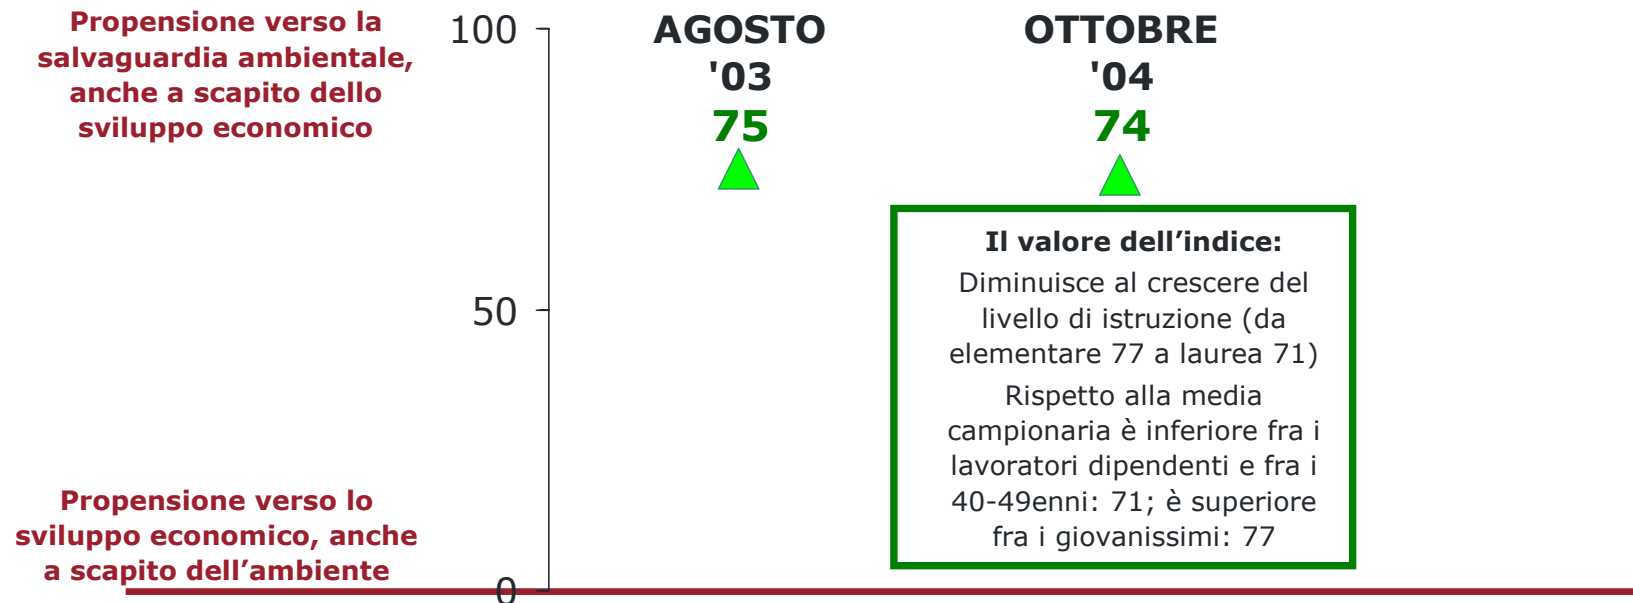 Propensione verso la
salvaguardia ambientale,
anche a scapito dello
sviluppo economico
100
AGOSTO
'03
75
OTTOBRE
'04
74
50
Il valore dell’indice:
Diminuisce al crescere del
livello di istruzione (da
elementare 77 a laurea 71)
Rispetto alla media
campionaria è inferiore fra i
lavoratori dipendenti e fra i
40-49enni: 71; è superiore
fra i giovanissimi: 77
Propensione verso lo
sviluppo economico, anche
a scapito dell’ambiente
0